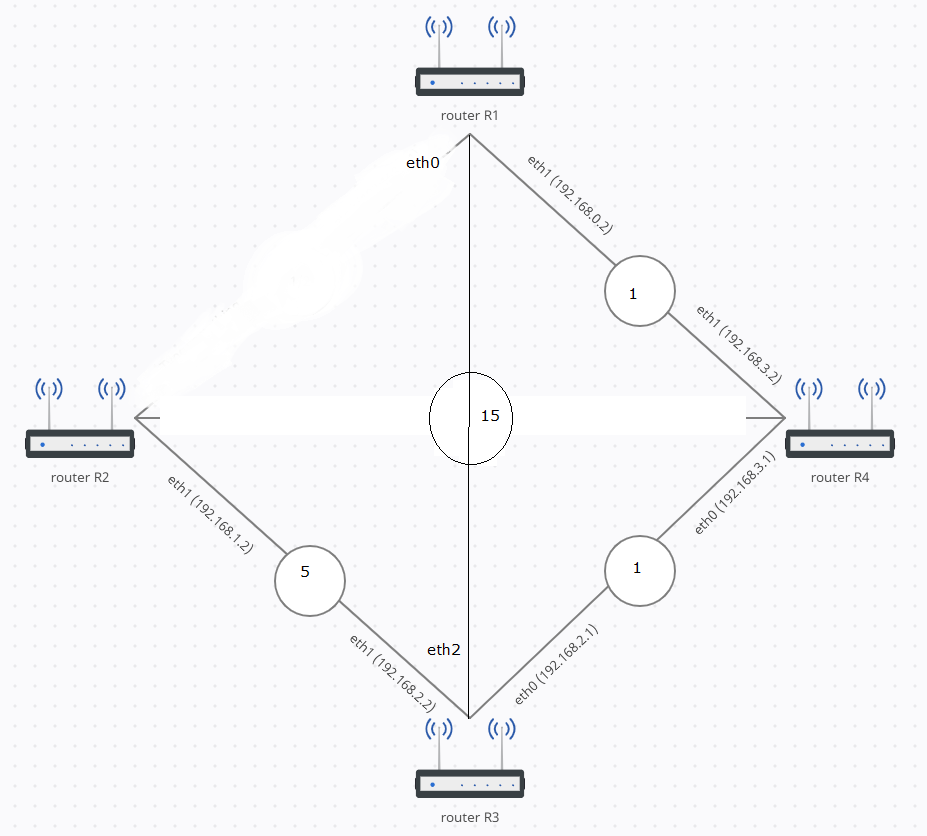 router R1
eth0
eth1 (192.168.0.2)
1
eth1 (192.168.3.2)
15
router R2
router R4
eth1 (192.168.1.2)
eth0 (192.168.3.1)
5
1
eth1 (192.168.2.2)
eth2
eth0 (192.168.2.1)
router R3